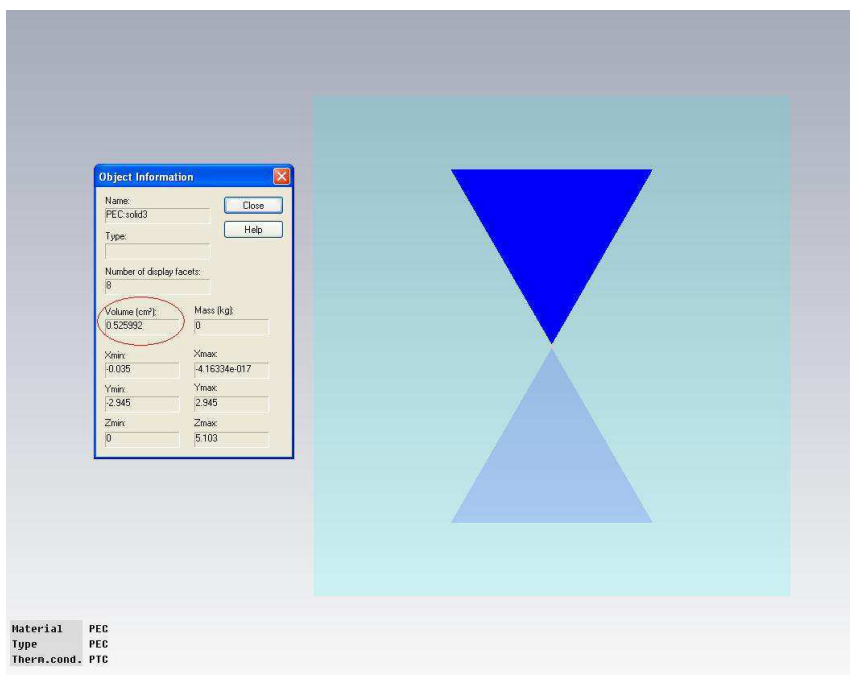 Object Information
Name:
PEC:solid3
Close
Type:
Help
Number of display facets:
8
Volume [cm³]: Mass [kg]:
0.525992 0
Xmin: Xmax:
-0.035 -4.16334e-017
Ymin: Ymax:
-2.945 2.945
Zmin: Zmax:
0 5.103
Material PEC
Type PEC
Therm.cond. PTC